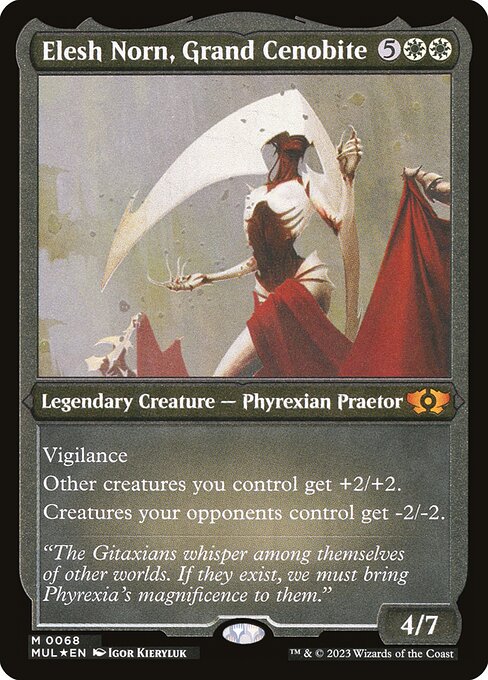 Elesh Norn, Grand Cenobite 5
Legendary Creature — Phyrexian Praetor
Vigilance
Other creatures you control get +2/+2.
Creatures your opponents control get -2/-2.
“The Gitaxians whisper among themselves
of other worlds. If they exist, we must bring
Phyrexia’s magnificence to them.”
4/7
M 0068
MUL★EN Igor Kieryluk
™ & © 2023 Wizards of the Coast